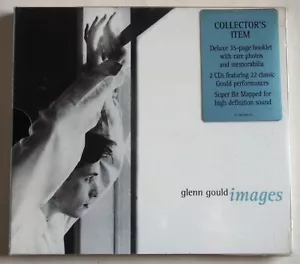 COLLECTOR'S
ITEM
Deluxe 35-page booklet
with rare photos
and memorabilia
2 CDs featuring 22 classic
Gould performances
Super Bit Mapped for
high definition sound
glenn gould images